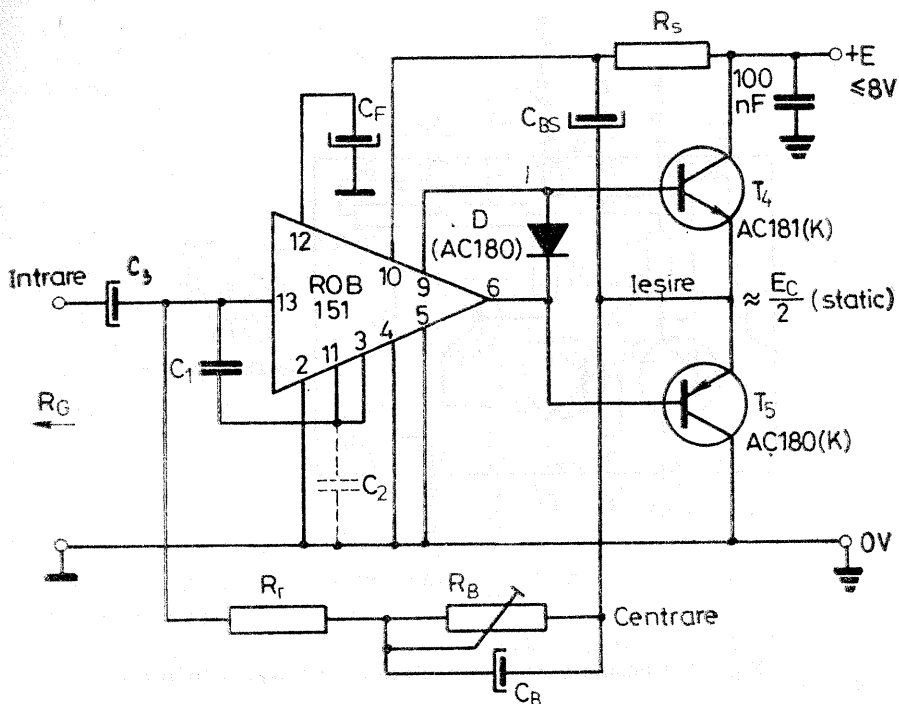 Rs
+E
≤8V
100
nF
CF
CBS
I
T4
AC181(K)
D
(AC180)
12
10
9
Intrare
C3
13
ROB
151
6
Ieșire
≈ EC/2 (static)
5
4
3
11
2
C1
RG
T5
AC180(K)
C2
0V
Rr
RB
Centrare
CB